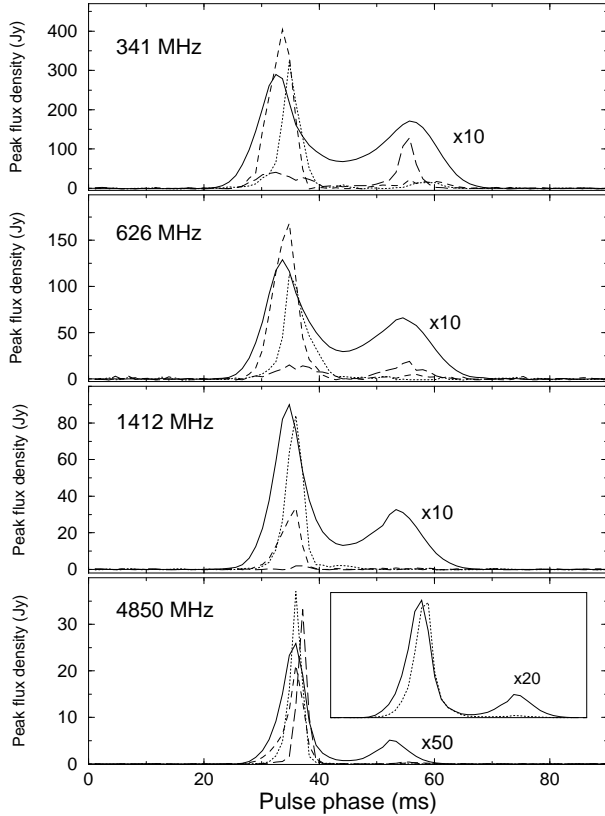 Peak flux density (Jy)
400
300
200
100
0
341 MHz
x10
Peak flux density (Jy)
150
100
50
0
626 MHz
x10
Peak flux density (Jy)
80
60
40
20
0
1412 MHz
x10
Peak flux density (Jy)
30
20
10
0
4850 MHz
x20
x50
0 20 40 60 80
Pulse phase (ms)